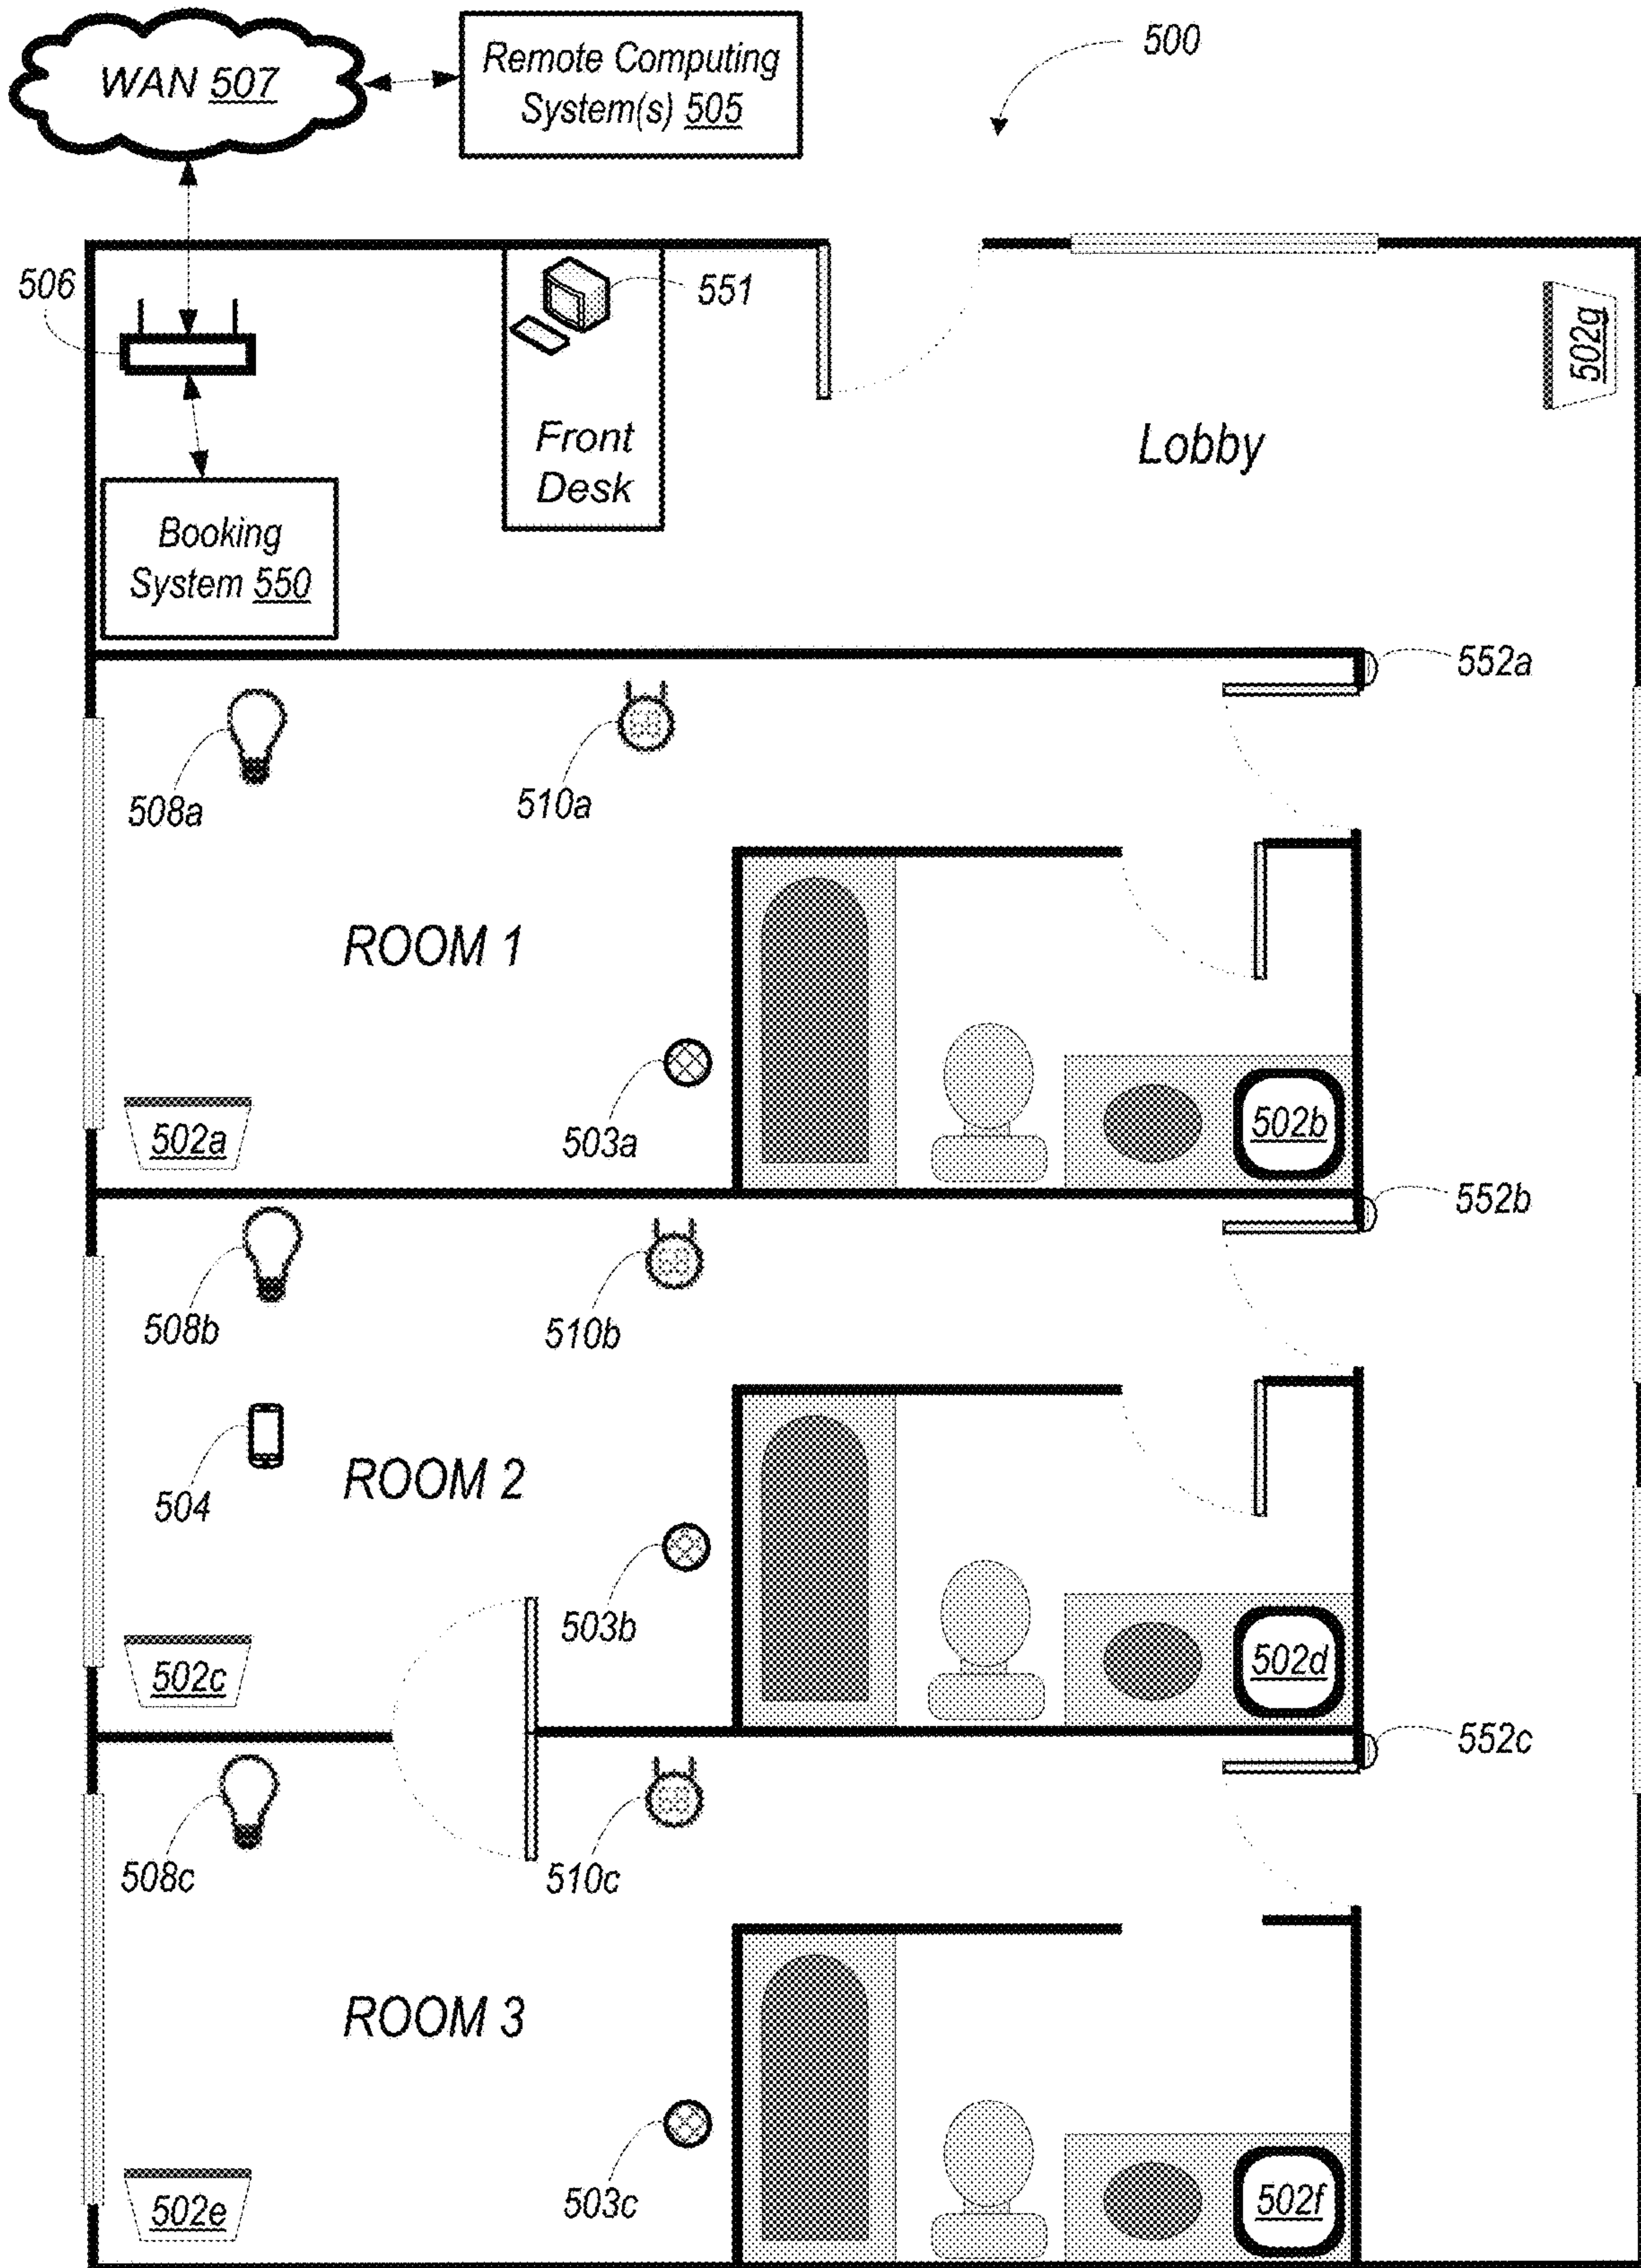 WAN 507
Remote Computing
System(s) 505
500
506
551
502g
Front
Desk
Lobby
Booking
System 550
552a
508a
510a
ROOM 1
503a
502a
502b
552b
508b
510b
504
ROOM 2
503b
502c
502d
552c
508c
510c
ROOM 3
503c
502e
502f